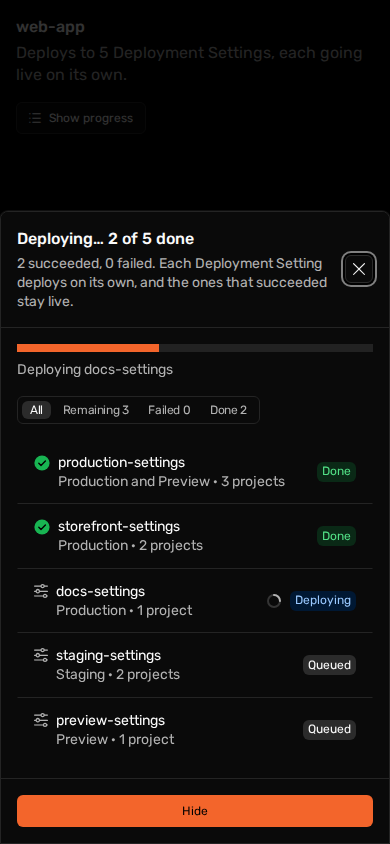 web-app
Deploys to 5 Deployment Settings, each going
live on its own.
Show progress
Deploying… 2 of 5 done
2 succeeded, 0 failed. Each Deployment Setting
deploys on its own, and the ones that succeeded
stay live.
Deploying docs-settings
All Remaining 3 Failed 0 Done 2
production-settings
Production and Preview • 3 projects
Done
storefront-settings
Production • 2 projects
Done
docs-settings
Production • 1 project
Deploying
staging-settings
Staging • 2 projects
Queued
preview-settings
Preview • 1 project
Queued
Hide